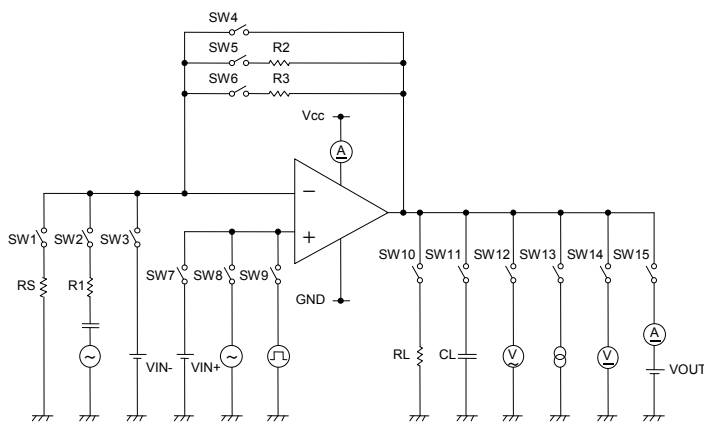 SW4
SW5 R2
SW6 R3
Vcc
A
−
+
SW1 SW2 SW3
SW7 SW8 SW9
SW10 SW11 SW12 SW13 SW14 SW15
RS R1
GND
VIN- VIN+
RL CL V V
A
VOUT